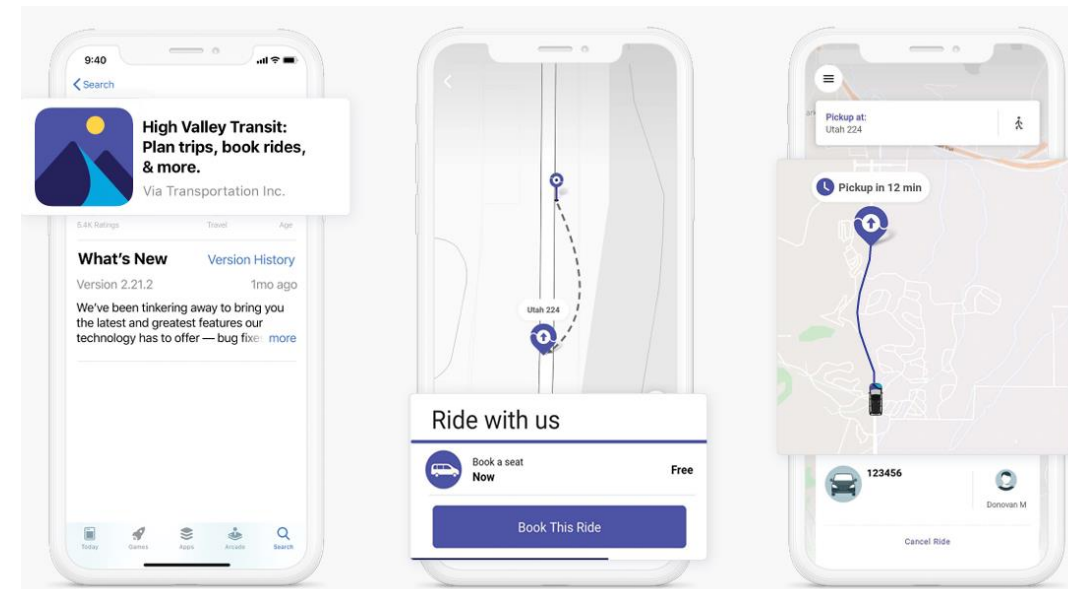 9:40
Search
High Valley Transit:
Plan trips, book rides,
& more.
Via Transportation Inc.
5.4K Ratings
Travel
Age
What's New
Version History
Version 2.21.2
1mo ago
We've been tinkering away to bring you
the latest and greatest features our
technology has to offer — bug fixes more
Today
Games
Apps
Arcade
Search
Utah 224
Ride with us
Book a seat
Now
Free
Book This Ride
Pickup at:
Utah 224
Pickup in 12 min
123456
Donovan M
Cancel Ride